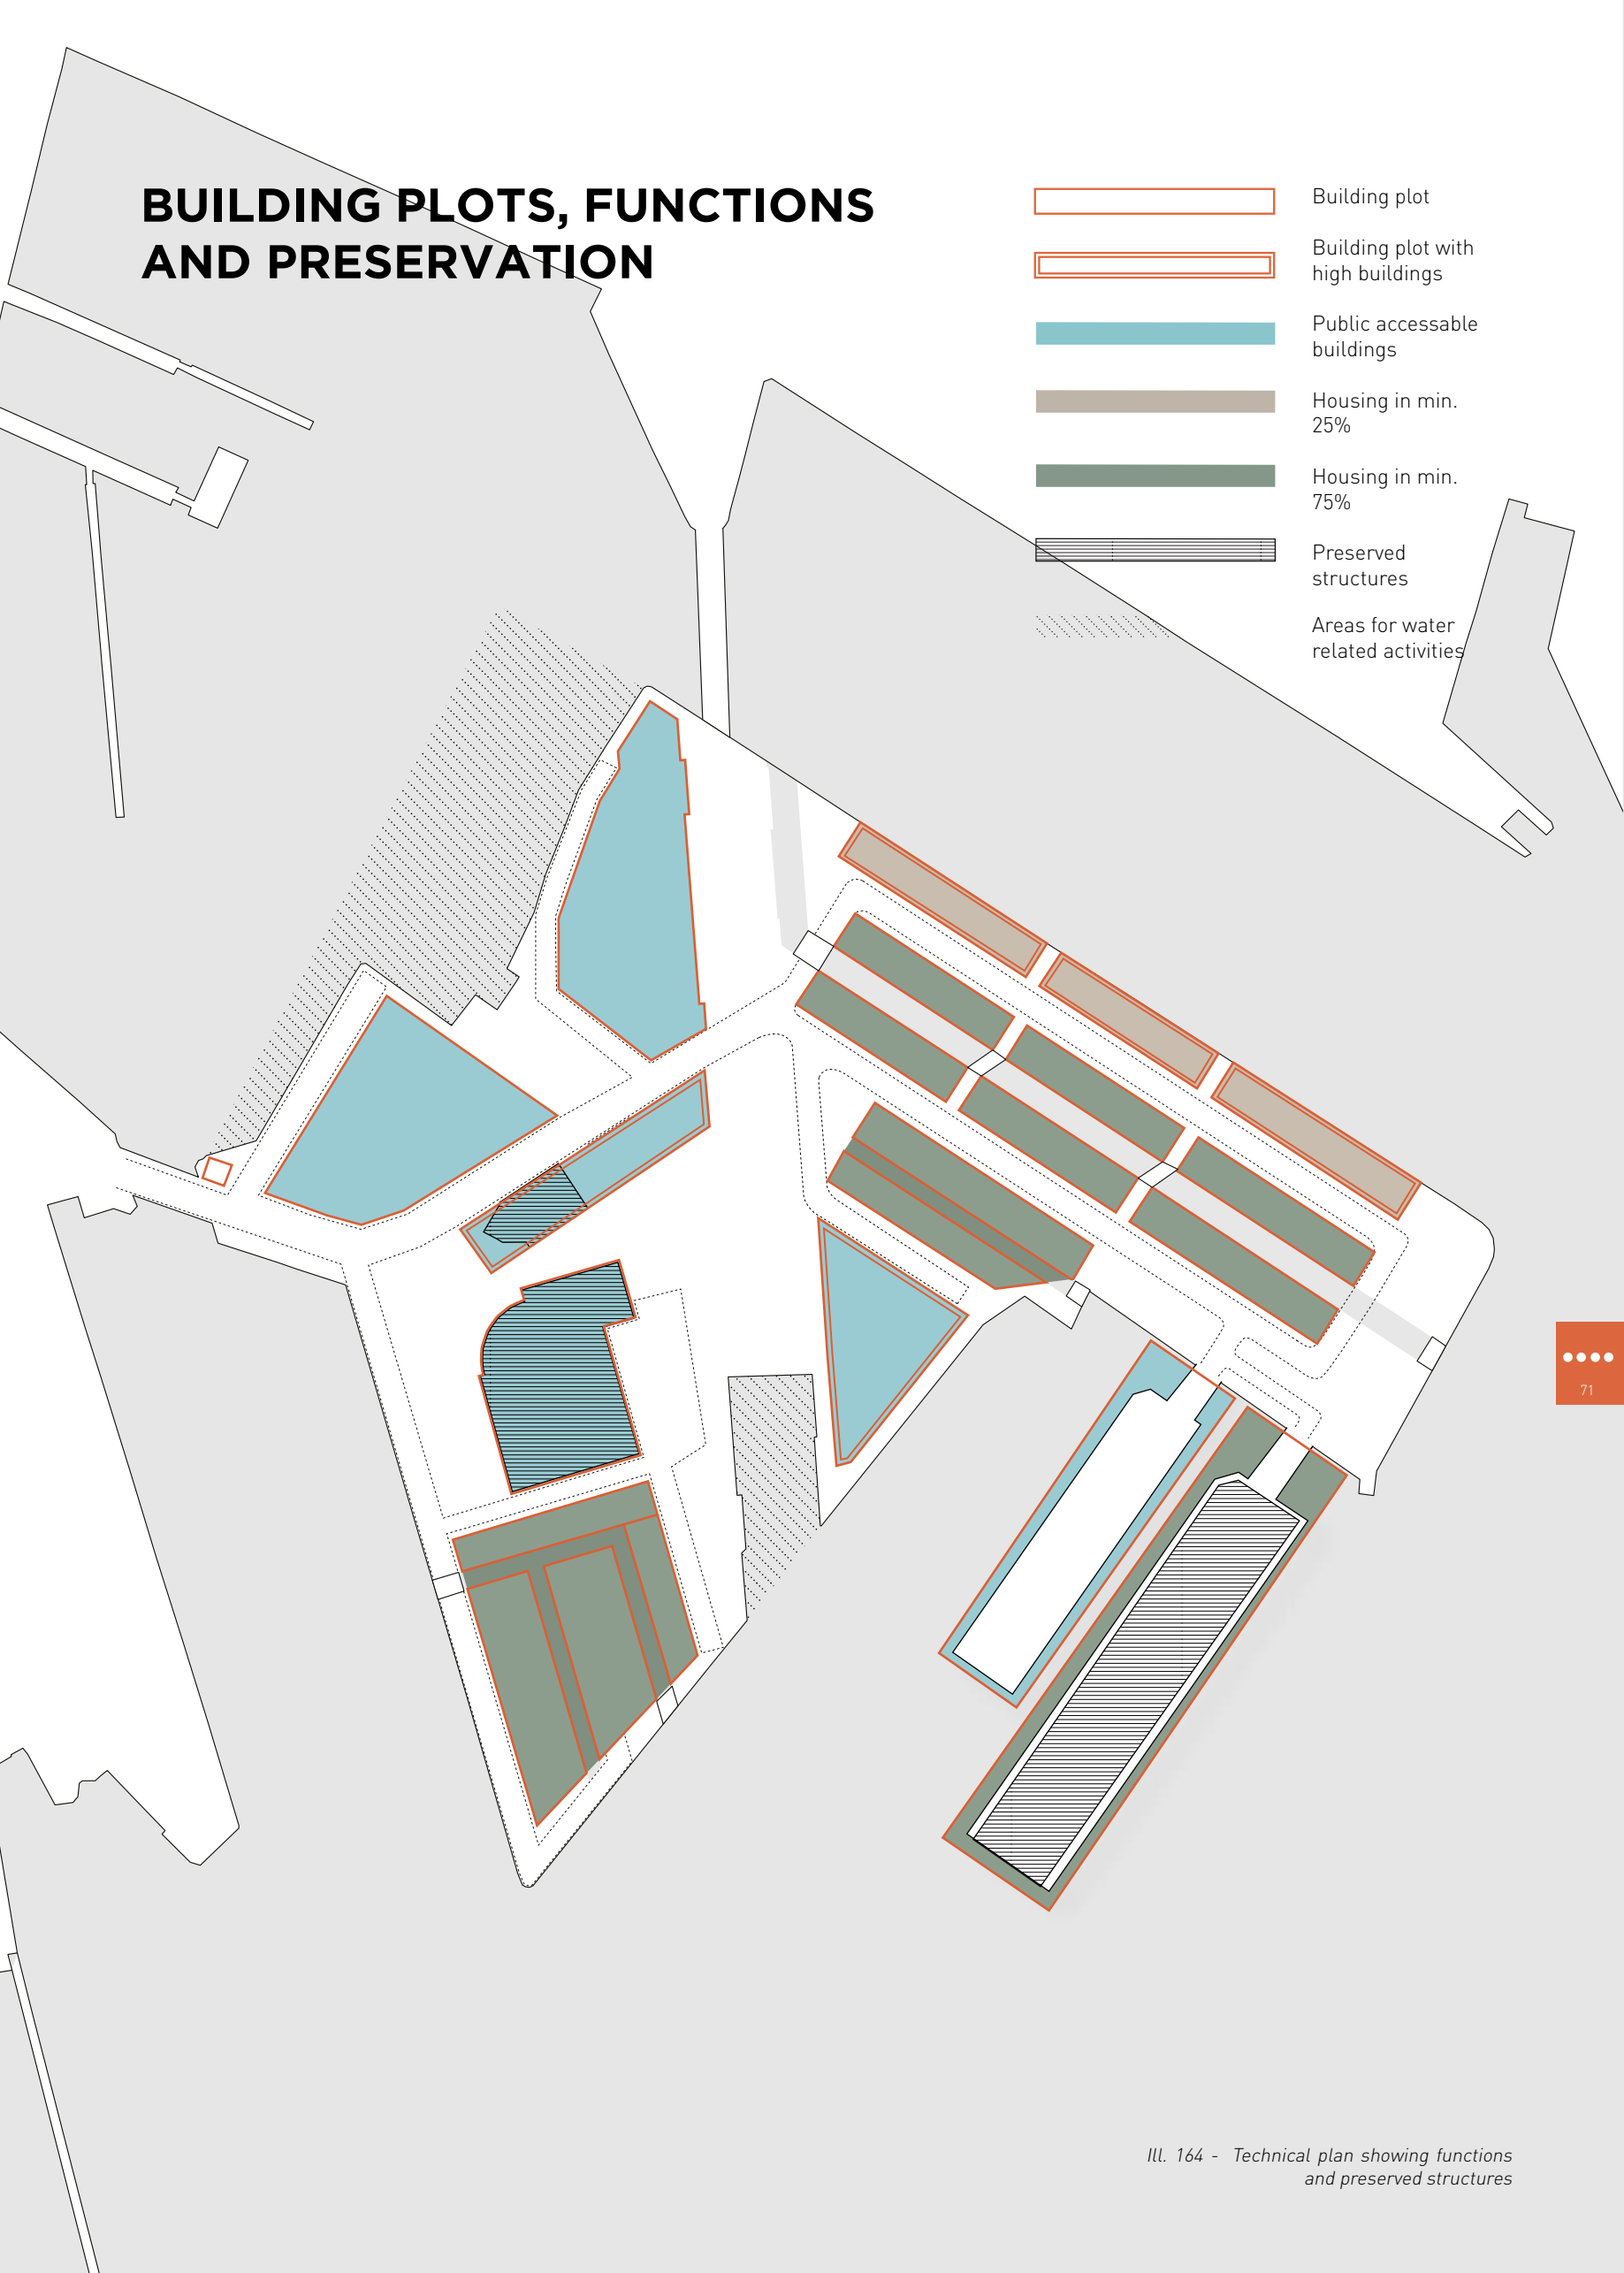 BUILDING PLOTS, FUNCTIONS
AND PRESERVATION
Building plot
Building plot with
high buildings
Public accessable
buildings
Housing in min.
25%
Housing in min.
75%
Preserved
structures
Areas for water
related activities
71
Ill. 164 - Technical plan showing functions
and preserved structures